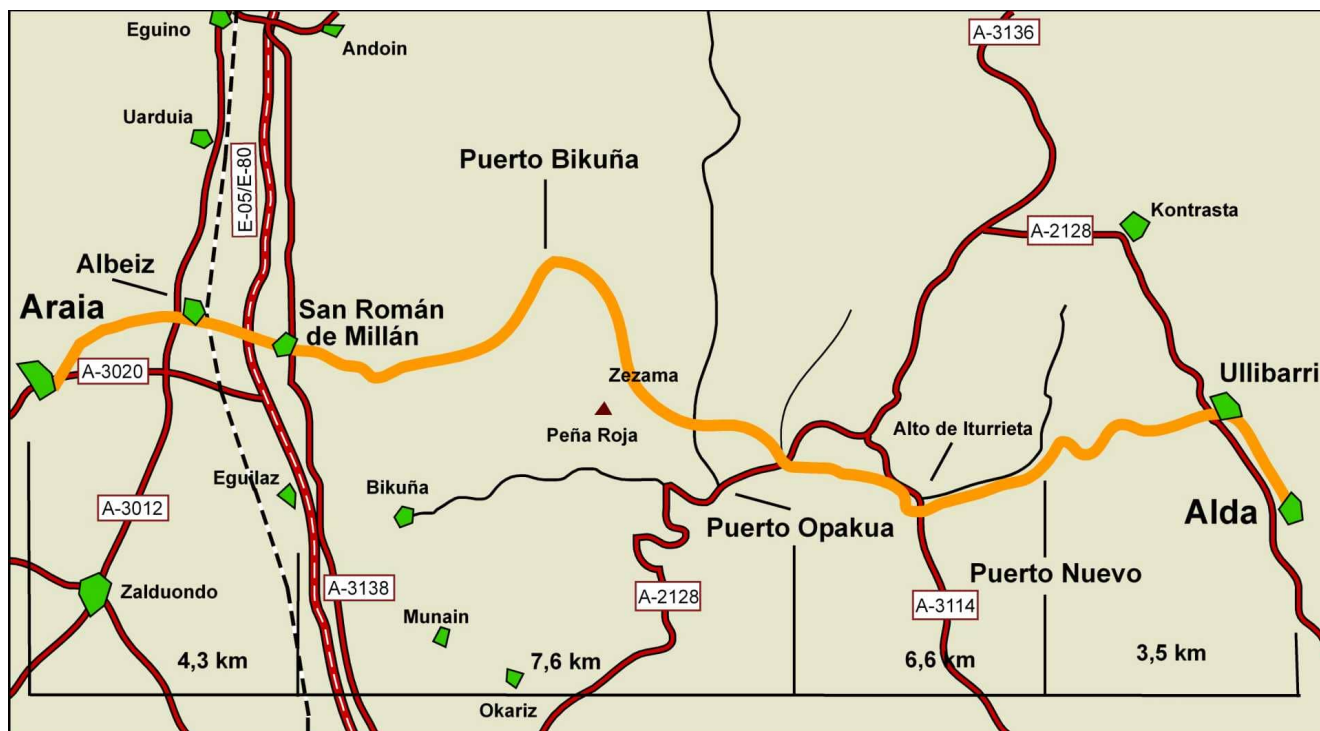 Eguino
Andoin
A-3136
Uarduia
E-05/E-80
Puerto Bikuña
Kontrasta
A-2128
Albeiz
Araia
San Román
de Millán
A-3020
Zezama
Ullibarri
Peña Roja
Alto de Iturrieta
Eguilaz
Bikuña
A-3012
Puerto Opakua
Alda
Zalduondo
A-3138
Munain
A-2128
Puerto Nuevo
A-3114
4,3 km
7,6 km
6,6 km
3,5 km
Okariz